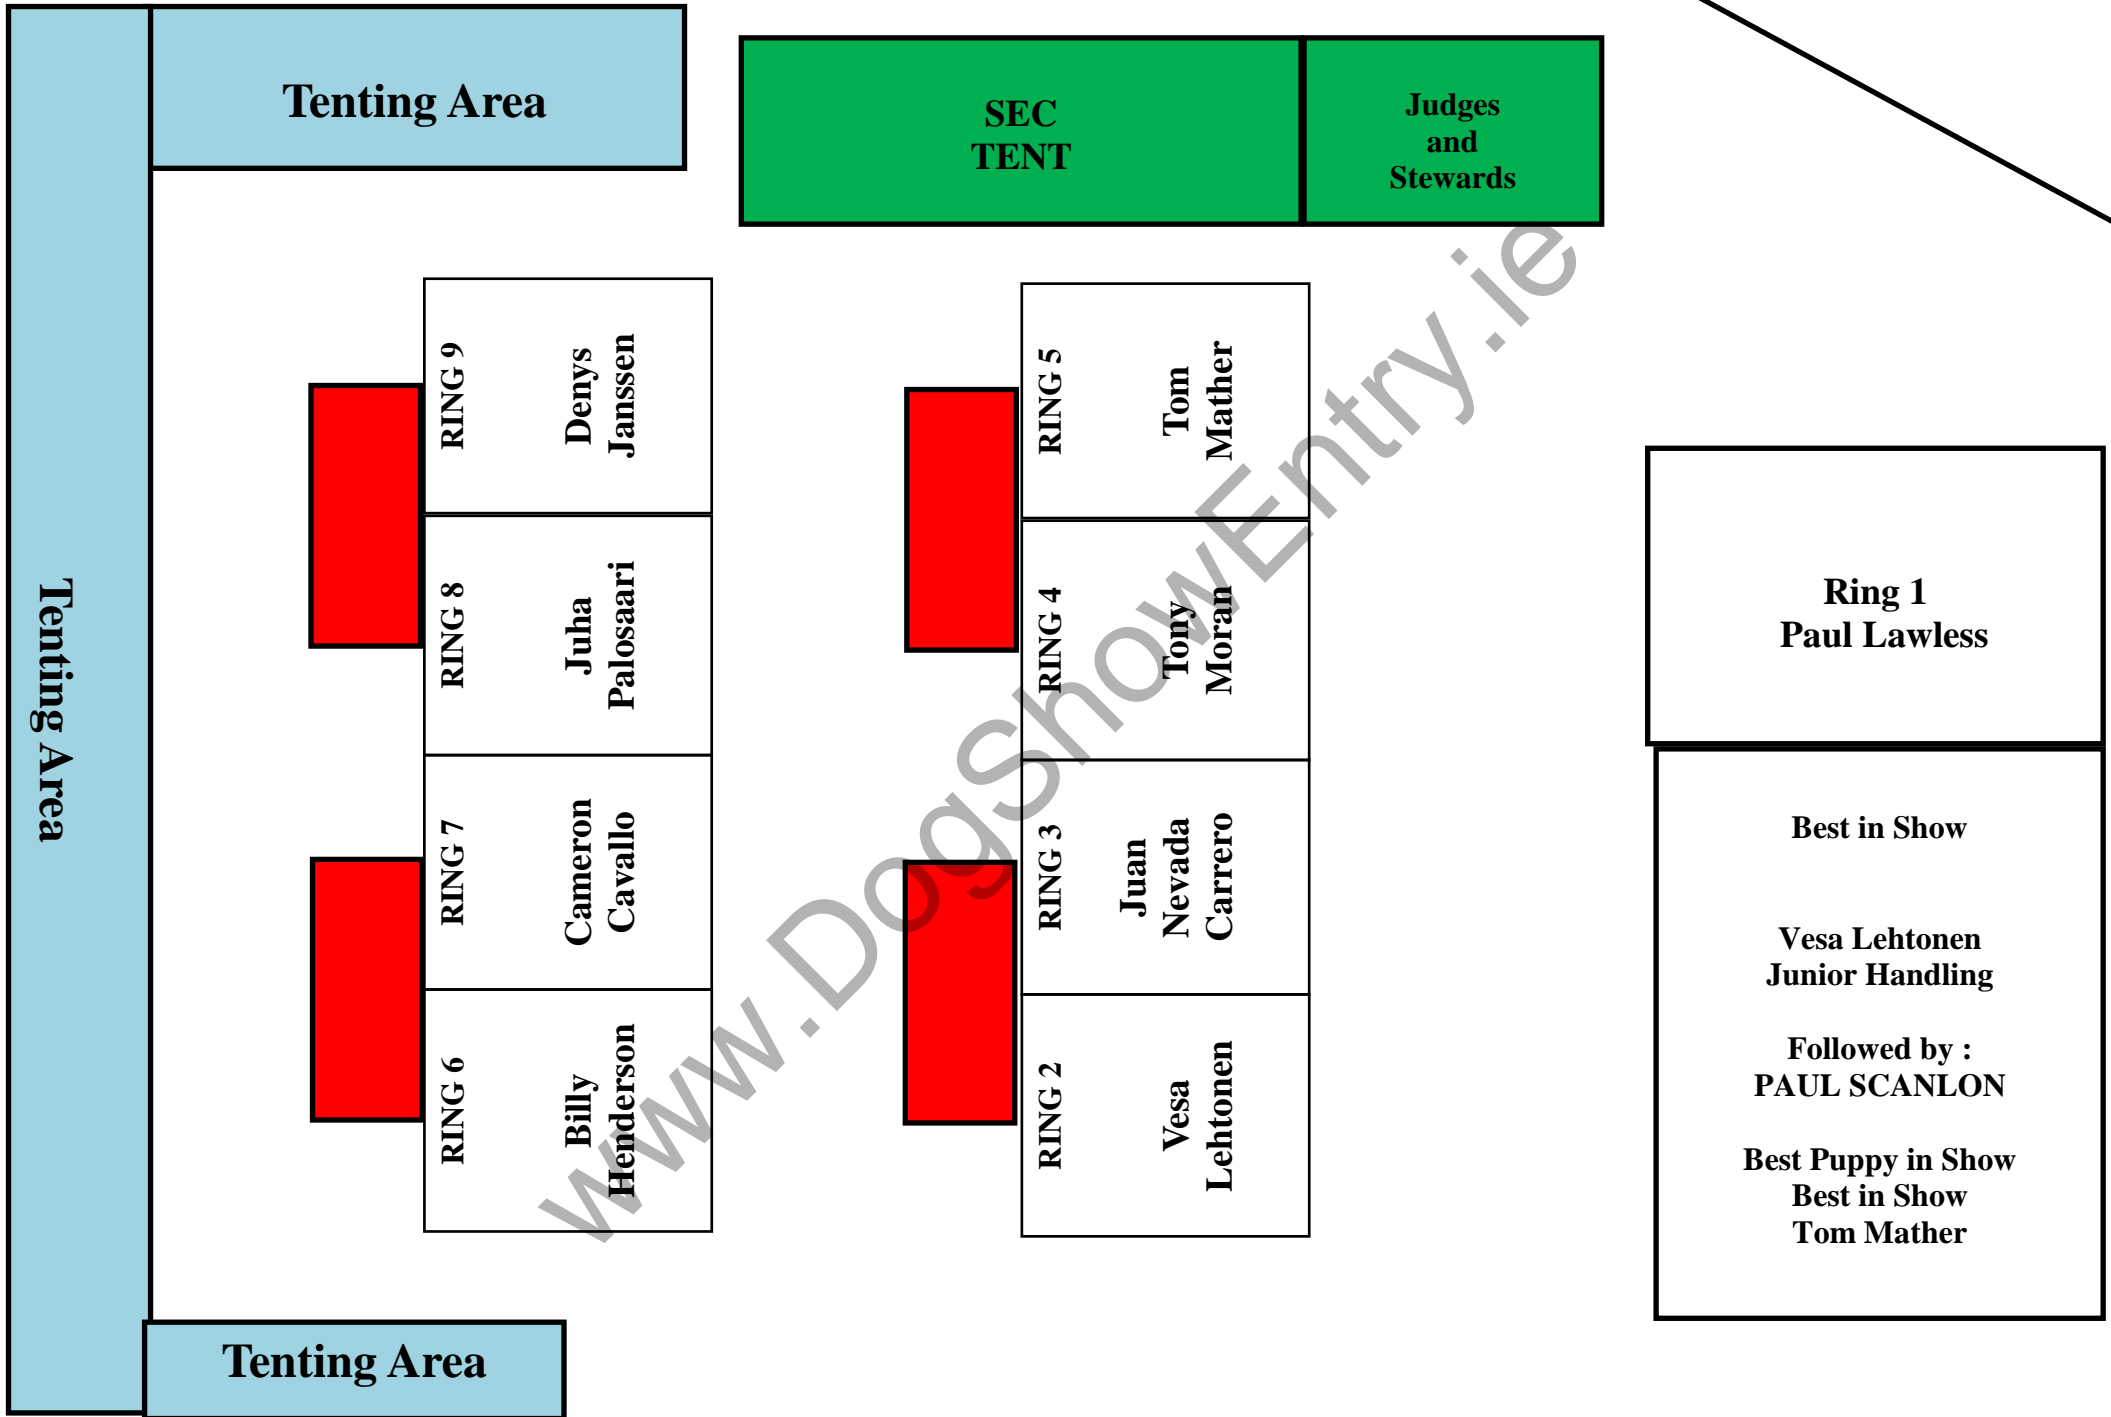 Tenting Area
SEC
TENT
Judges
and
Stewards
Tenting Area
RING 9
Denys
Janssen
RING 8
Juha
Palosaari
RING 7
Cameron
Cavallo
RING 6
Billy
Henderson
RING 5
Tom
Mather
RING 4
Tony
Moran
RING 3
Juan
Nevada
Carrero
RING 2
Vesa
Lehtonen
Ring 1
Paul Lawless
Best in Show
Vesa Lehtonen
Junior Handling
Followed by :
PAUL SCANLON
Best Puppy in Show
Best in Show
Tom Mather
Tenting Area
www.DogShowEntry.ie